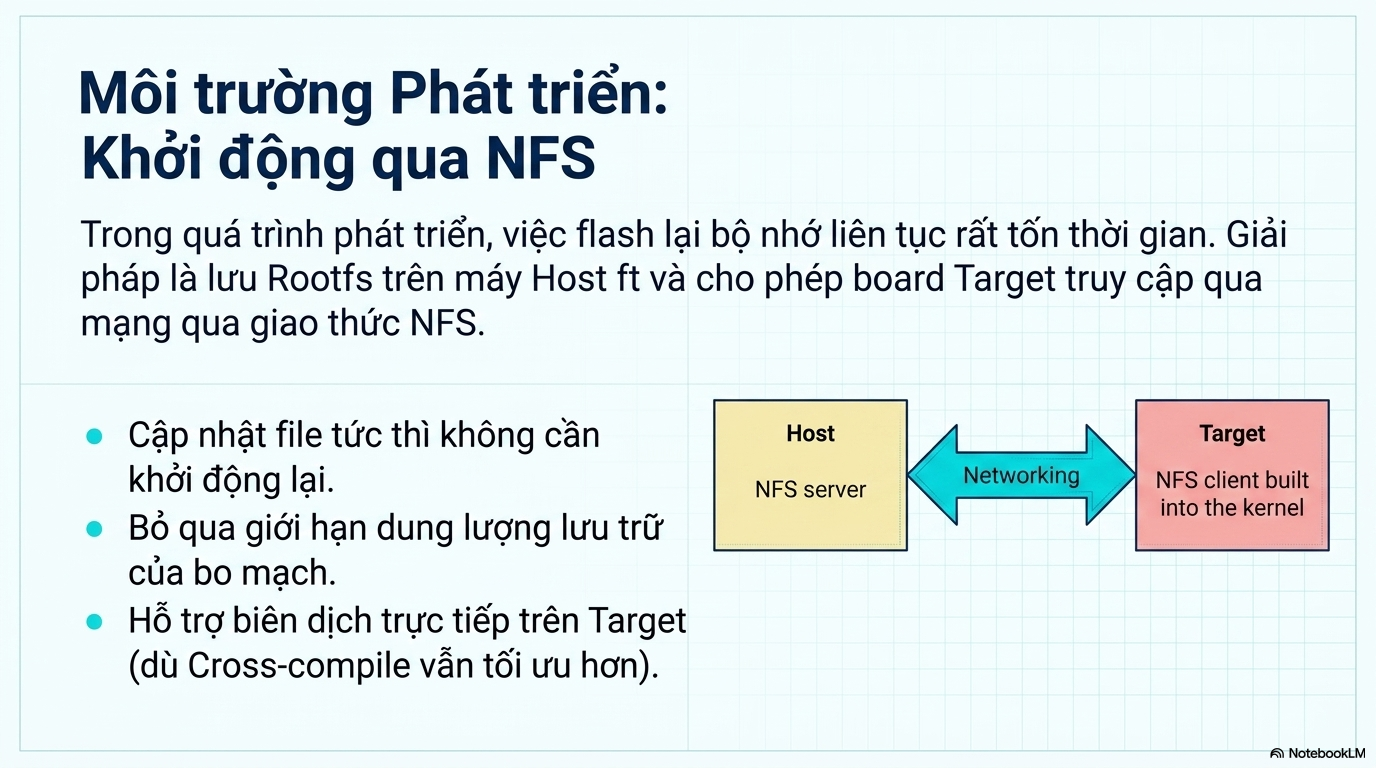 Môi trường Phát triển:
Khởi động qua NFS
Trong quá trình phát triển, việc flash lại bộ nhớ liên tục rất tốn thời gian. Giải
pháp là lưu Rootfs trên máy Host ft và cho phép board Target truy cập qua
mạng qua giao thức NFS.
Cập nhật file tức thì không cần
khởi động lại.
Bỏ qua giới hạn dung lượng lưu trữ
của bo mạch.
Hỗ trợ biên dịch trực tiếp trên Target
(dù Cross-compile vẫn tối ưu hơn).
Host
NFS server
Networking
Target
NFS client built
into the kernel
NotebookLM